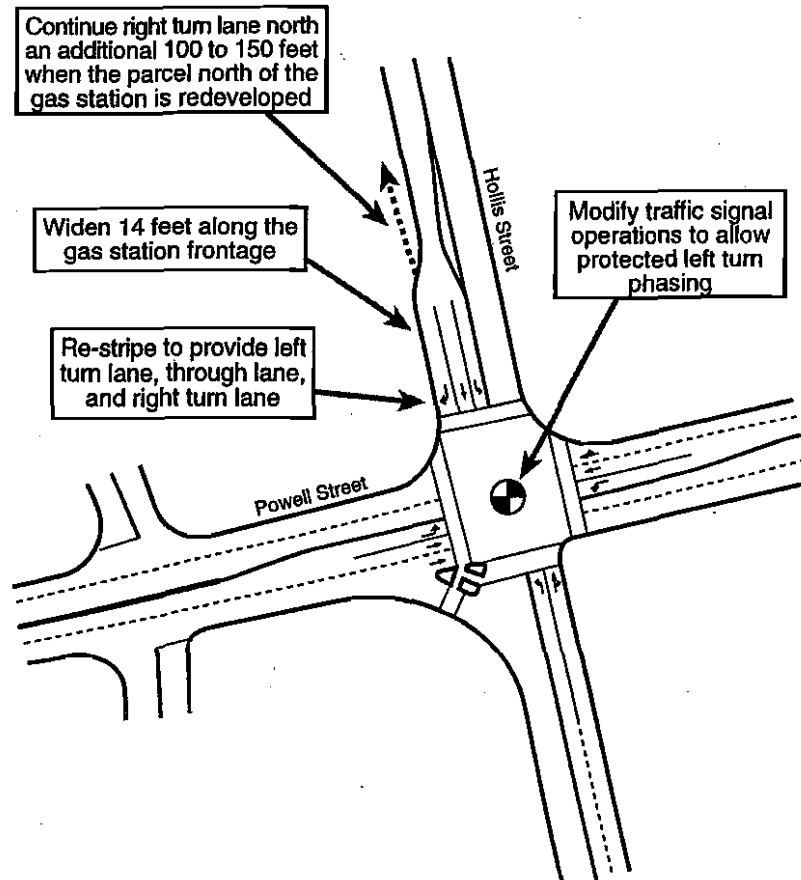 Continue right turn lane north
an additional 100 to 150 feet
when the parcel north of the
gas station is redeveloped
Hollis Street
Widen 14 feet along the
gas station frontage
Modify traffic signal
operations to allow
protected left turn
phasing
Re-stripe to provide left
turn lane, through lane,
and right turn lane
Powell Street